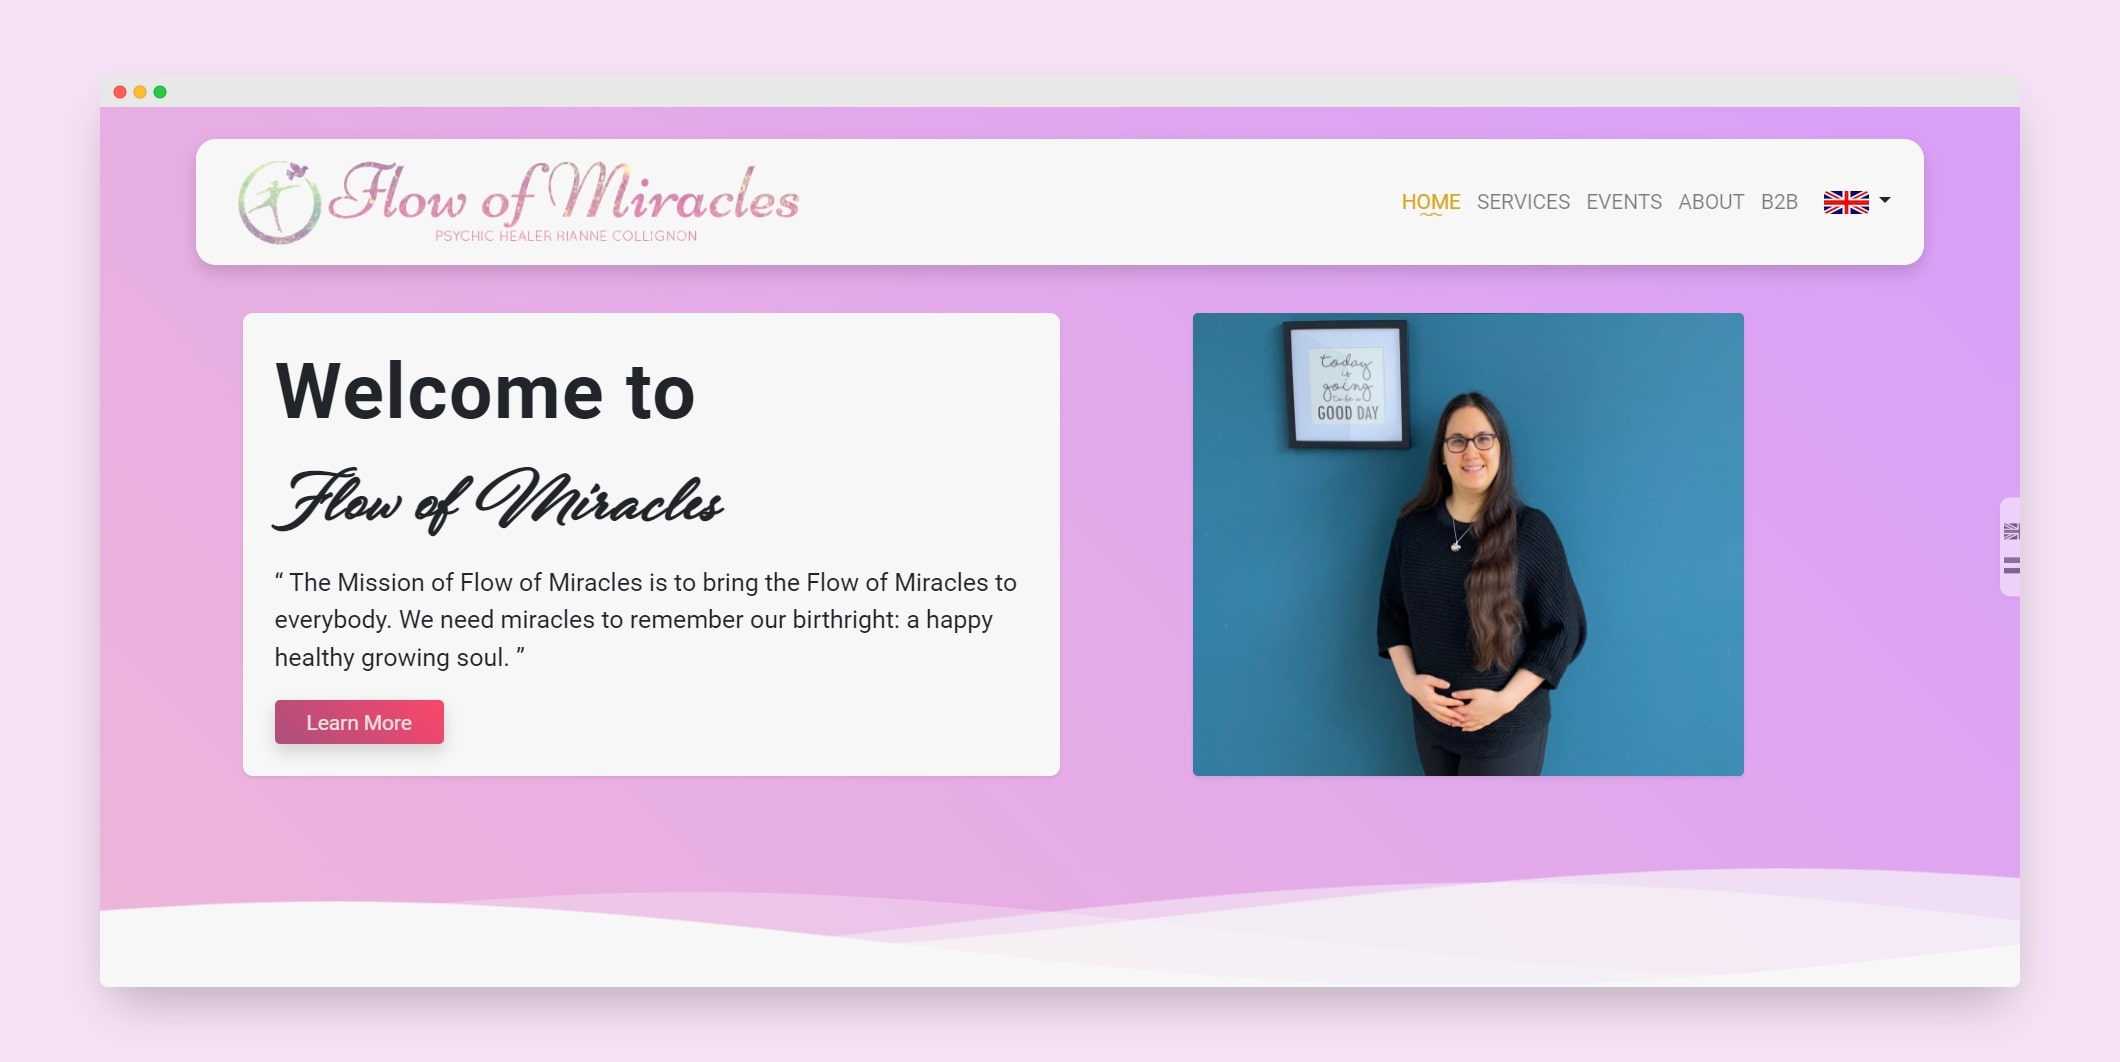 Flow of Miracles
PSYCHIC HEALER RIANNE COLLIGNON
HOME SERVICES EVENTS ABOUT B2B
Welcome to
Flow of Miracles
“ The Mission of Flow of Miracles is to bring the Flow of Miracles to
everybody. We need miracles to remember our birthright: a happy
healthy growing soul. ”
Learn More
today
is
going
to be a
GOOD DAY